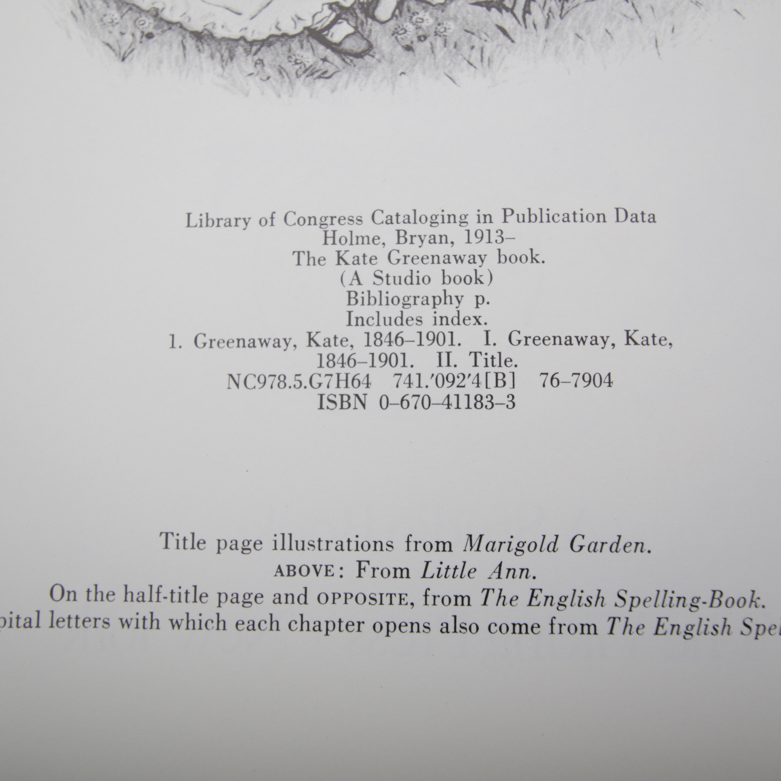 Library of Congress Cataloging in Publication Data
Holme, Bryan, 1913–
The Kate Greenaway book.
(A Studio book)
Bibliography p.
Includes index.
1. Greenaway, Kate, 1846–1901. I. Greenaway, Kate,
1846–1901. II. Title.
NC978.5.G7H64 741.'092'4[B] 76–7904
ISBN 0–670–41183–3
Title page illustrations from Marigold Garden.
ABOVE: From Little Ann.
On the half-title page and OPPOSITE, from The English Spelling-Book.
pital letters with which each chapter opens also come from The English Spel